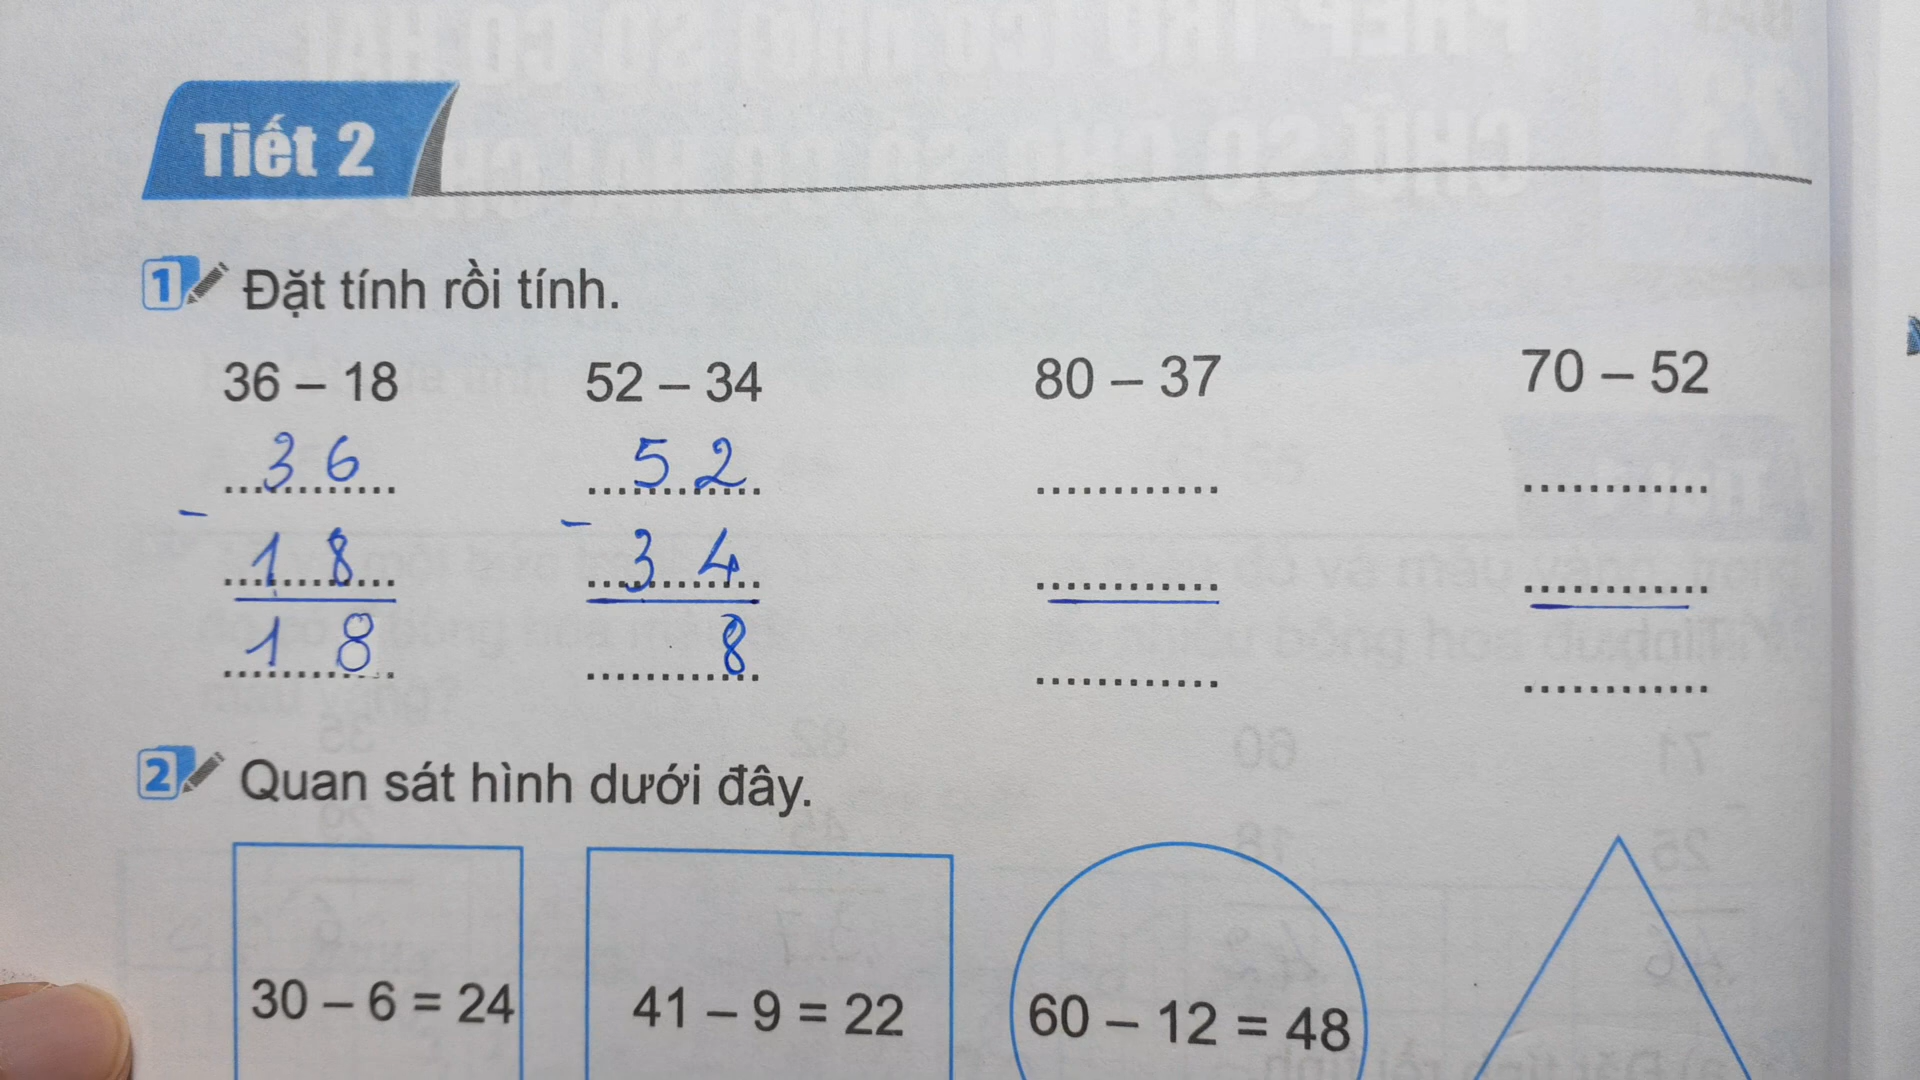 Tiết 2
1 Đặt tính rồi tính.
36 – 18 52 – 34 80 – 37 70 – 52
36 52
– –
18 34
18 8
2 Quan sát hình dưới đây.
30 – 6 = 24 41 – 9 = 22 60 – 12 = 48